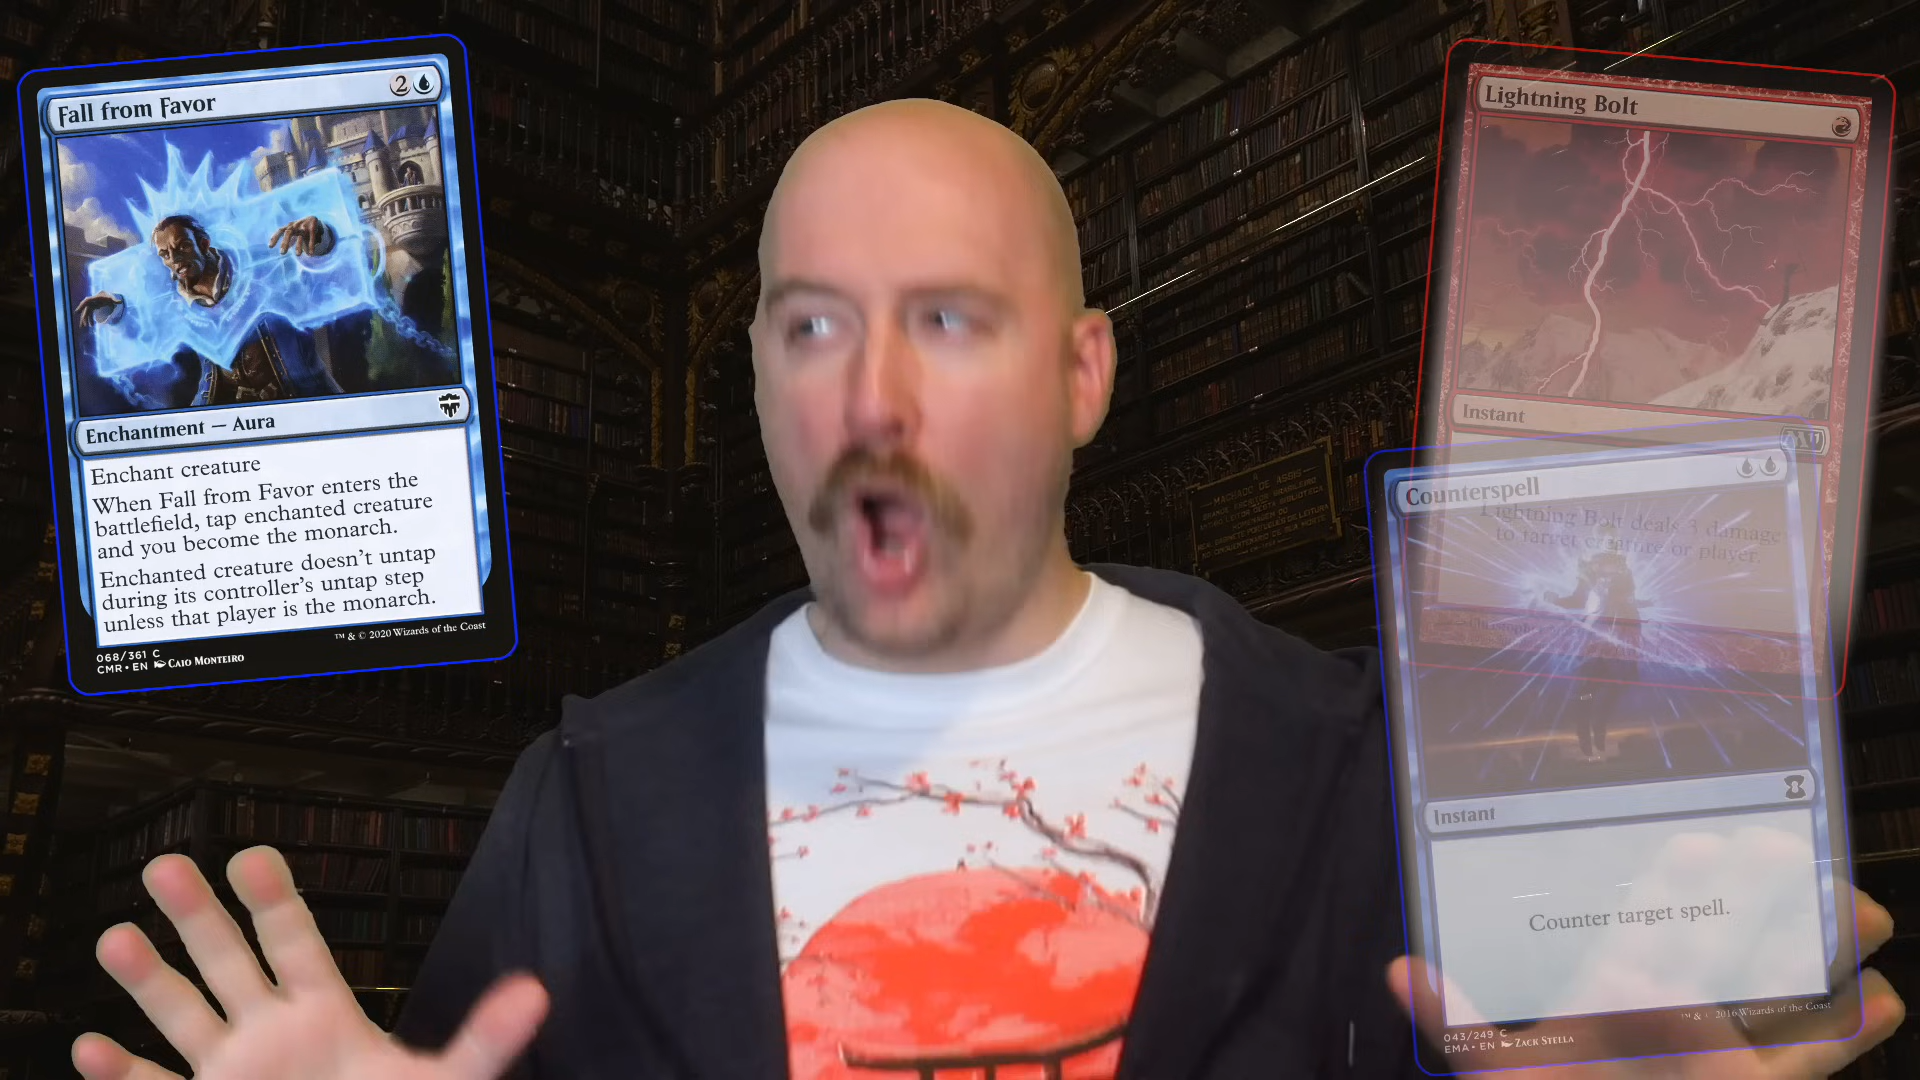 Fall from Favor
2
Enchantment — Aura
Enchant creature
When Fall from Favor enters the
battlefield, tap enchanted creature
and you become the monarch.
Enchanted creature doesn't untap
during its controller's untap step
unless that player is the monarch.
™ & © 2020 Wizards of the Coast
068/361 C
CMR • EN Caio Monteiro
Lightning Bolt
Instant
Lightning Bolt deals 3 damage
to target creature or player.
Counterspell
Instant
Counter target spell.
™ & © 2016 Wizards of the Coast
043/249 C
EMA • EN Zack Stella
MACHADO DE ASSIS